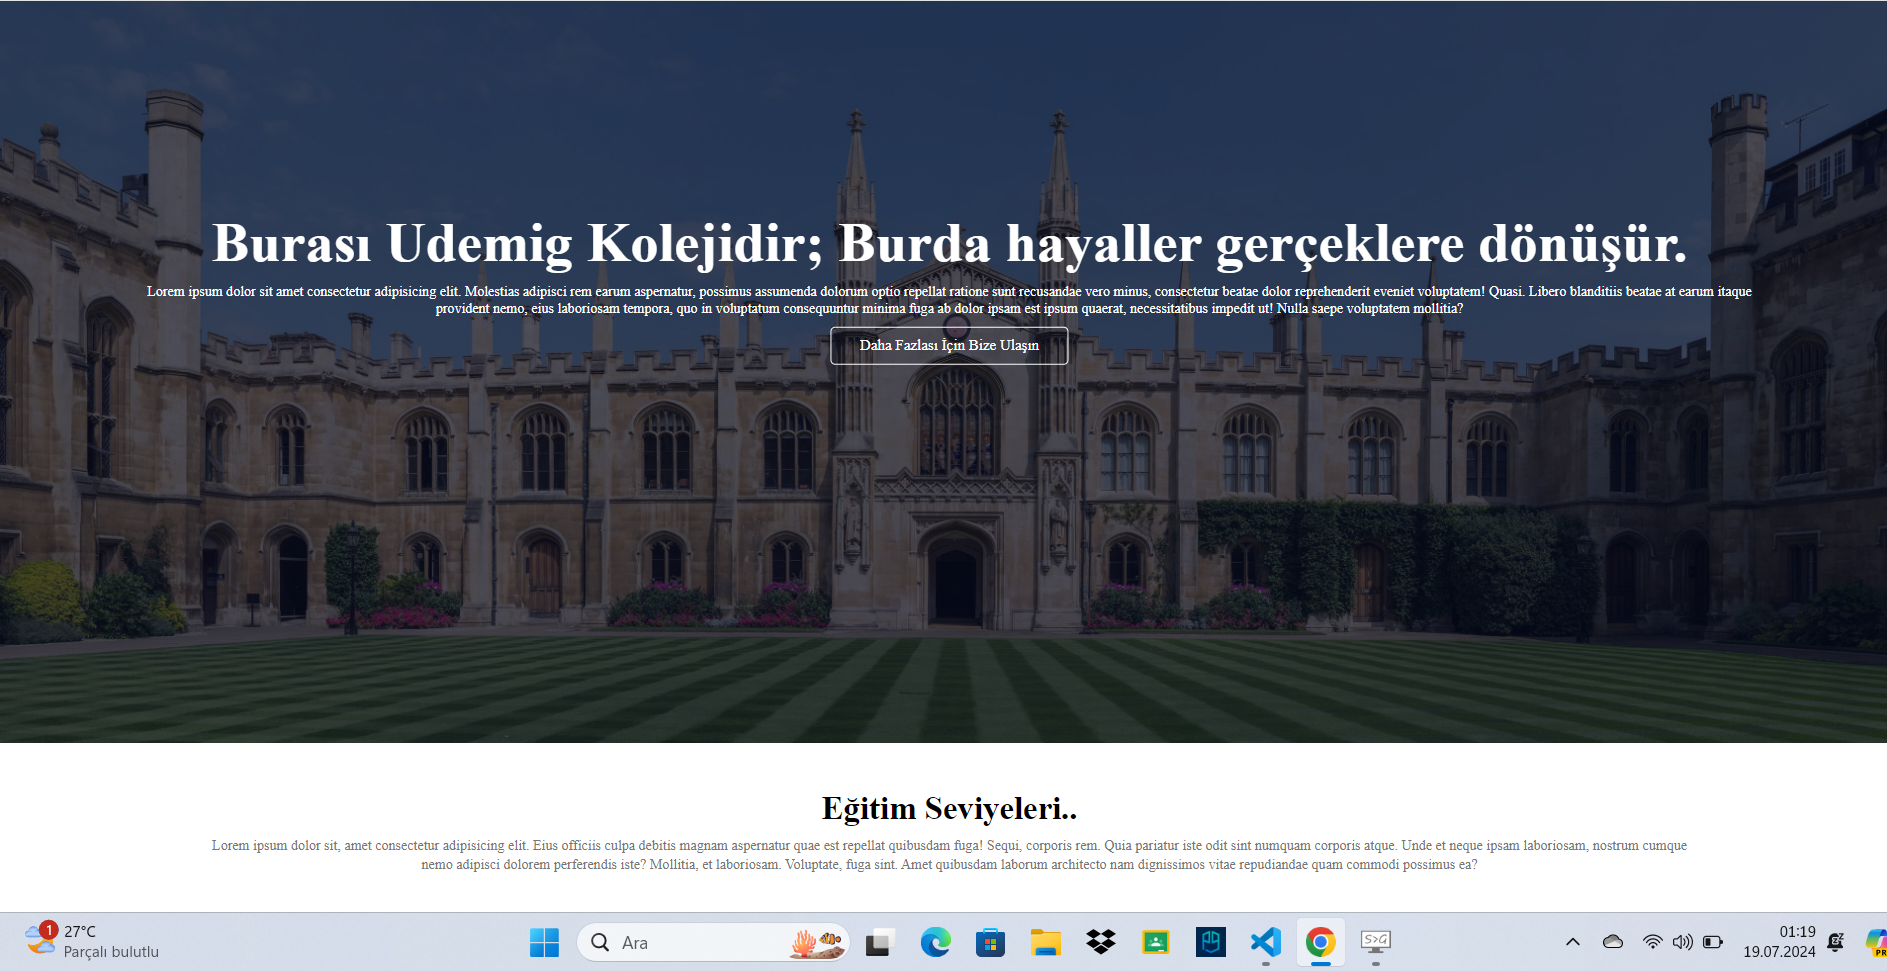 Burası Udemig Kolejidir; Burda hayaller gerçeklere dönüşür.
Lorem ipsum dolor sit amet consectetur adipisicing elit. Molestias adipisci rem earum aspernatur, possimus assumenda dolorum optio repellat ratione sunt recusandae vero minus, consectetur beatae dolor reprehenderit eveniet voluptatem! Quasi. Libero blanditiis beatae at earum itaque
provident nemo, eius laboriosam tempora, quo in voluptatum consequuntur minima fuga ab dolor ipsam est ipsum quaerat, necessitatibus impedit ut! Nulla saepe voluptatem mollitia?
Daha Fazlası İçin Bize Ulaşın
Eğitim Seviyeleri..
Lorem ipsum dolor sit, amet consectetur adipisicing elit. Eius officiis culpa debitis magnam aspernatur quae est repellat quibusdam fuga! Sequi, corporis rem. Quia pariatur iste odit sint numquam corporis atque. Unde et neque ipsam laboriosam, nostrum cumque
nemo adipisci dolorem perferendis iste? Mollitia, et laboriosam. Voluptate, fuga sint. Amet quibusdam laborum architecto nam dignissimos vitae repudiandae quam commodi possimus ea?
1
27°C
Parçalı bulutlu
Ara
S>G
01:19
19.07.2024
PR